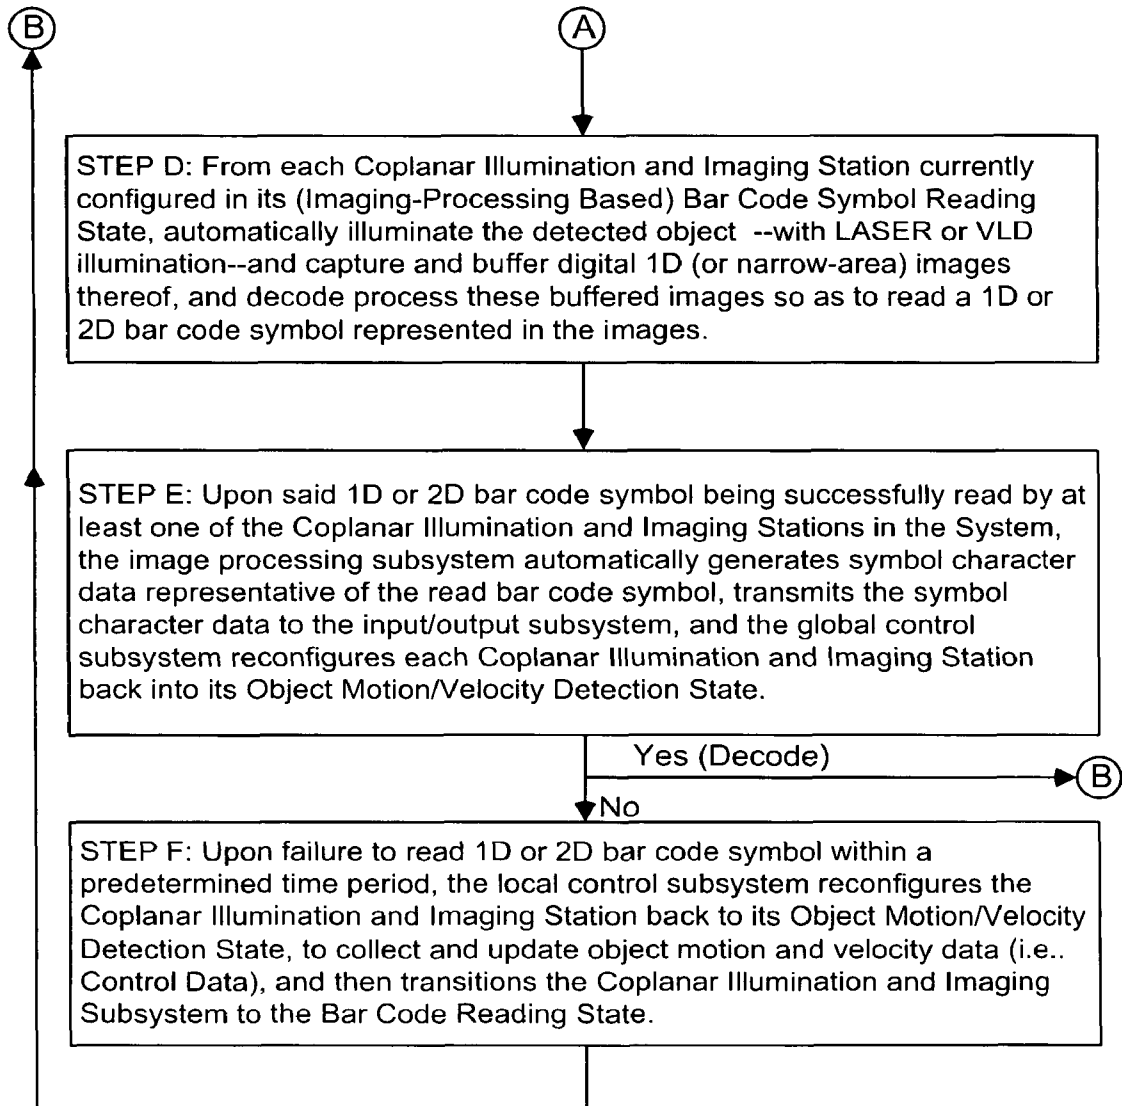 B
A
STEP D: From each Coplanar Illumination and Imaging Station currently
configured in its (Imaging-Processing Based) Bar Code Symbol Reading
State, automatically illuminate the detected object --with LASER or VLD
illumination--and capture and buffer digital 1D (or narrow-area) images
thereof, and decode process these buffered images so as to read a 1D or
2D bar code symbol represented in the images.
STEP E: Upon said 1D or 2D bar code symbol being successfully read by at
least one of the Coplanar Illumination and Imaging Stations in the System,
the image processing subsystem automatically generates symbol character
data representative of the read bar code symbol, transmits the symbol
character data to the input/output subsystem, and the global control
subsystem reconfigures each Coplanar Illumination and Imaging Station
back into its Object Motion/Velocity Detection State.
Yes (Decode)
B
No
STEP F: Upon failure to read 1D or 2D bar code symbol within a
predetermined time period, the local control subsystem reconfigures the
Coplanar Illumination and Imaging Station back to its Object Motion/Velocity
Detection State, to collect and update object motion and velocity data (i.e..
Control Data), and then transitions the Coplanar Illumination and Imaging
Subsystem to the Bar Code Reading State.